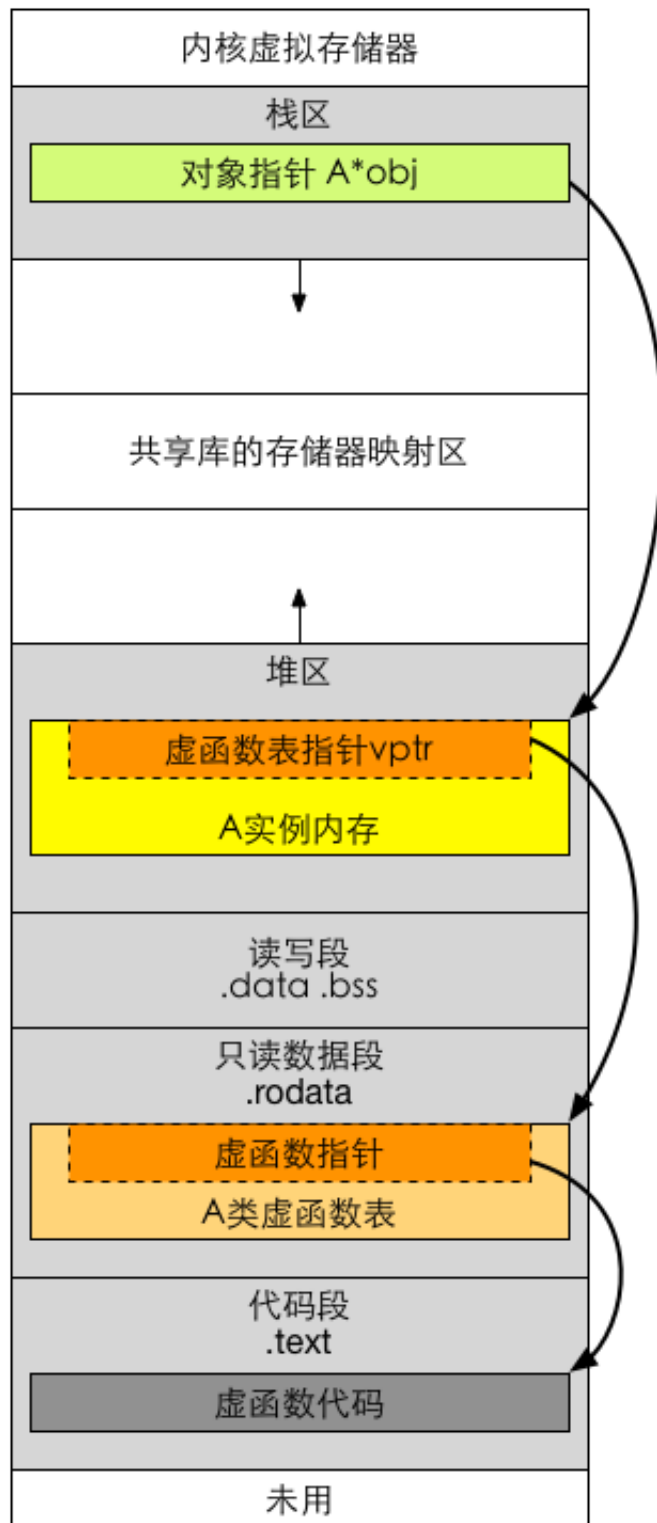 内核虚拟存储器
栈区
对象指针 A*obj
共享库的存储器映射区
堆区
虚函数表指针vptr
A实例内存
读写段
.data .bss
只读数据段
.rodata
虚函数指针
A类虚函数表
代码段
.text
虚函数代码
未用